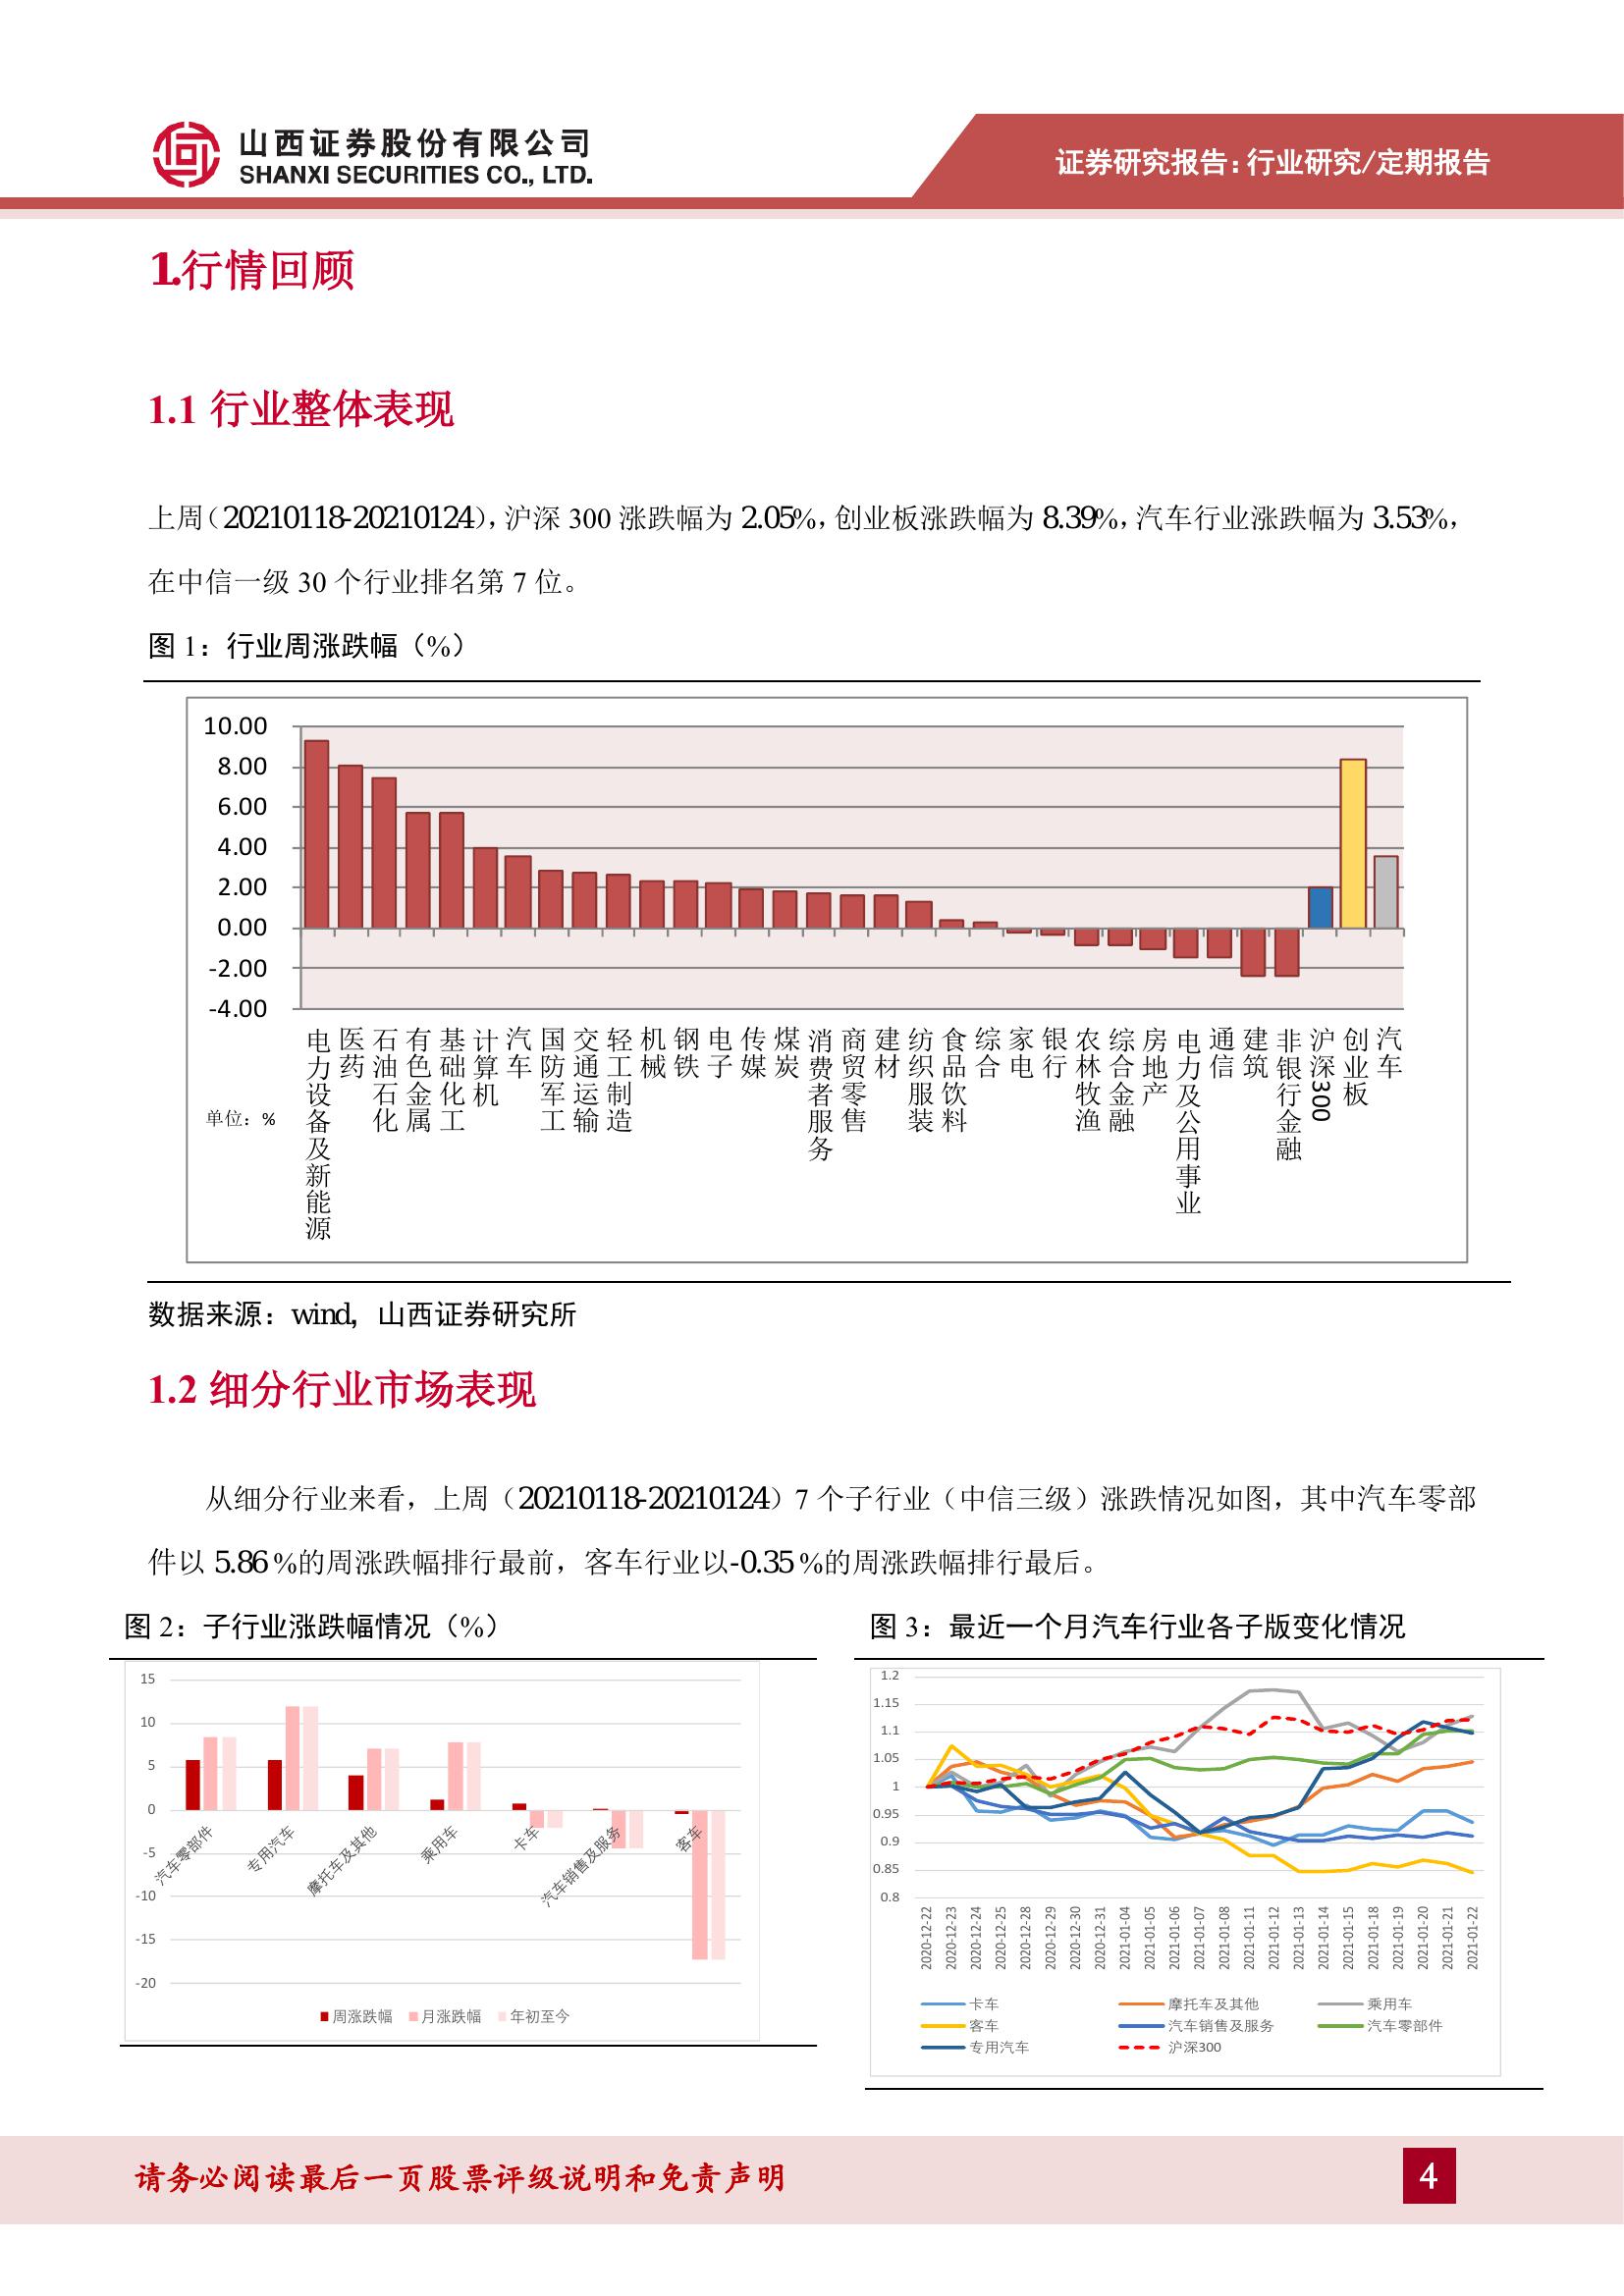 山西证券股份有限公司
SHANXI SECURITIES CO., LTD.
证券研究报告:行业研究/定期报告
1.行情回顾
1.1 行业整体表现
上周（20210118-20210124），沪深 300 涨跌幅为 2.05%，创业板涨跌幅为 8.39%，汽车行业涨跌幅为 3.53%，
在中信一级 30 个行业排名第 7 位。
图 1：行业周涨跌幅（%）
10.00
8.00
6.00
4.00
2.00
0.00
-2.00
-4.00
单位：%
电力设备及新能源
医药
石油石化
有色金属
基础化工
计算机
汽车
国防军工
交通运输
轻工制造
机械
钢铁
电子
传媒
煤炭
消费者服务
商贸零售
建材
纺织服装
食品饮料
综合
家电
银行
农林牧渔
综合金融
房地产
电力及公用事业
通信
建筑
非银行金融
沪深300
创业板
汽车
数据来源：wind，山西证券研究所
1.2 细分行业市场表现
从细分行业来看，上周（20210118-20210124）7 个子行业（中信三级）涨跌情况如图，其中汽车零部
件以 5.86 %的周涨跌幅排行最前，客车行业以-0.35 %的周涨跌幅排行最后。
图 2：子行业涨跌幅情况（%）
15
10
5
0
-5
-10
-15
-20
汽车零部件
专用汽车
摩托车及其他
乘用车
卡车
汽车销售及服务
客车
周涨跌幅 月涨跌幅 年初至今
图 3：最近一个月汽车行业各子版变化情况
1.2
1.15
1.1
1.05
1
0.95
0.9
0.85
0.8
2020-12-22
2020-12-23
2020-12-24
2020-12-25
2020-12-28
2020-12-29
2020-12-30
2020-12-31
2021-01-04
2021-01-05
2021-01-06
2021-01-07
2021-01-08
2021-01-11
2021-01-12
2021-01-13
2021-01-14
2021-01-15
2021-01-18
2021-01-19
2021-01-20
2021-01-21
2021-01-22
卡车 摩托车及其他 乘用车
客车 汽车销售及服务 汽车零部件
专用汽车 沪深300
请务必阅读最后一页股票评级说明和免责声明
4